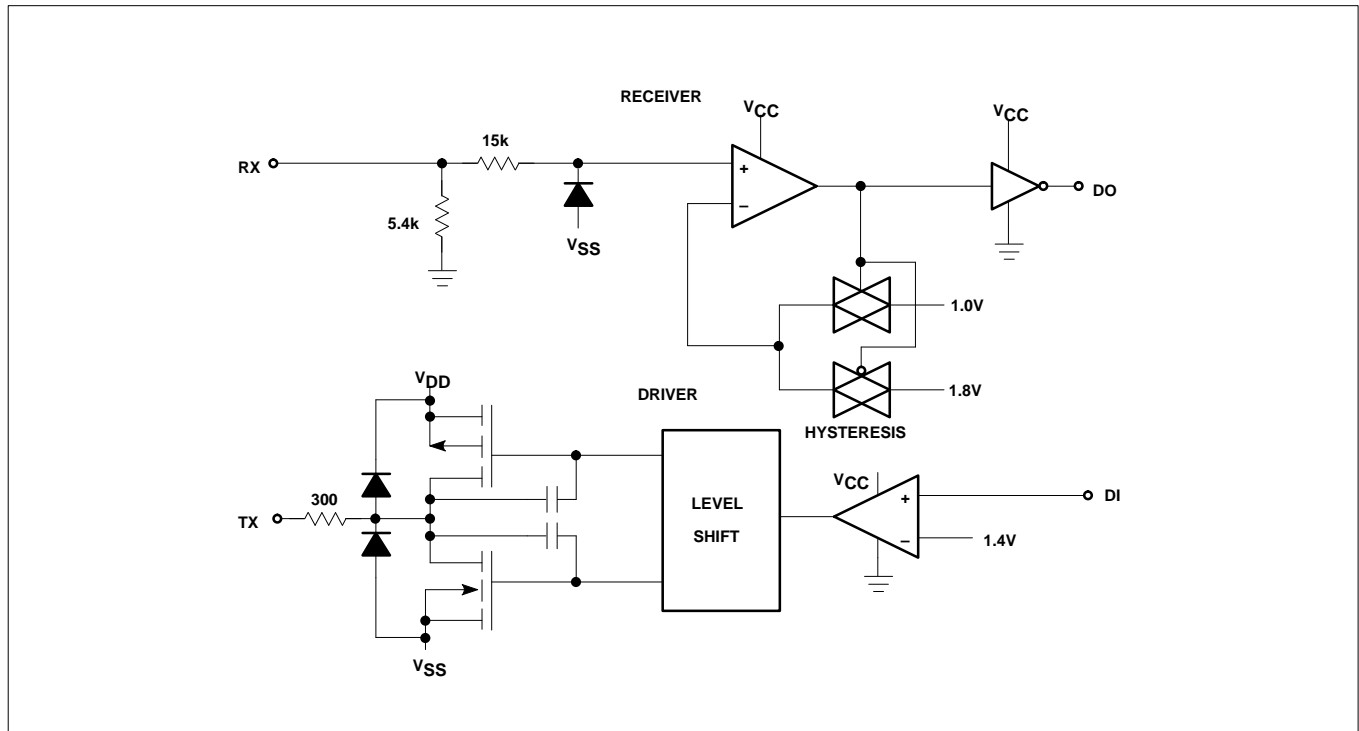 RECEIVER
VCC
VCC
15k
RX
+
−
DO
5.4k
VSS
1.0V
VDD
DRIVER
1.8V
HYSTERESIS
LEVEL
SHIFT
VCC
300
TX
+
−
DI
1.4V
VSS